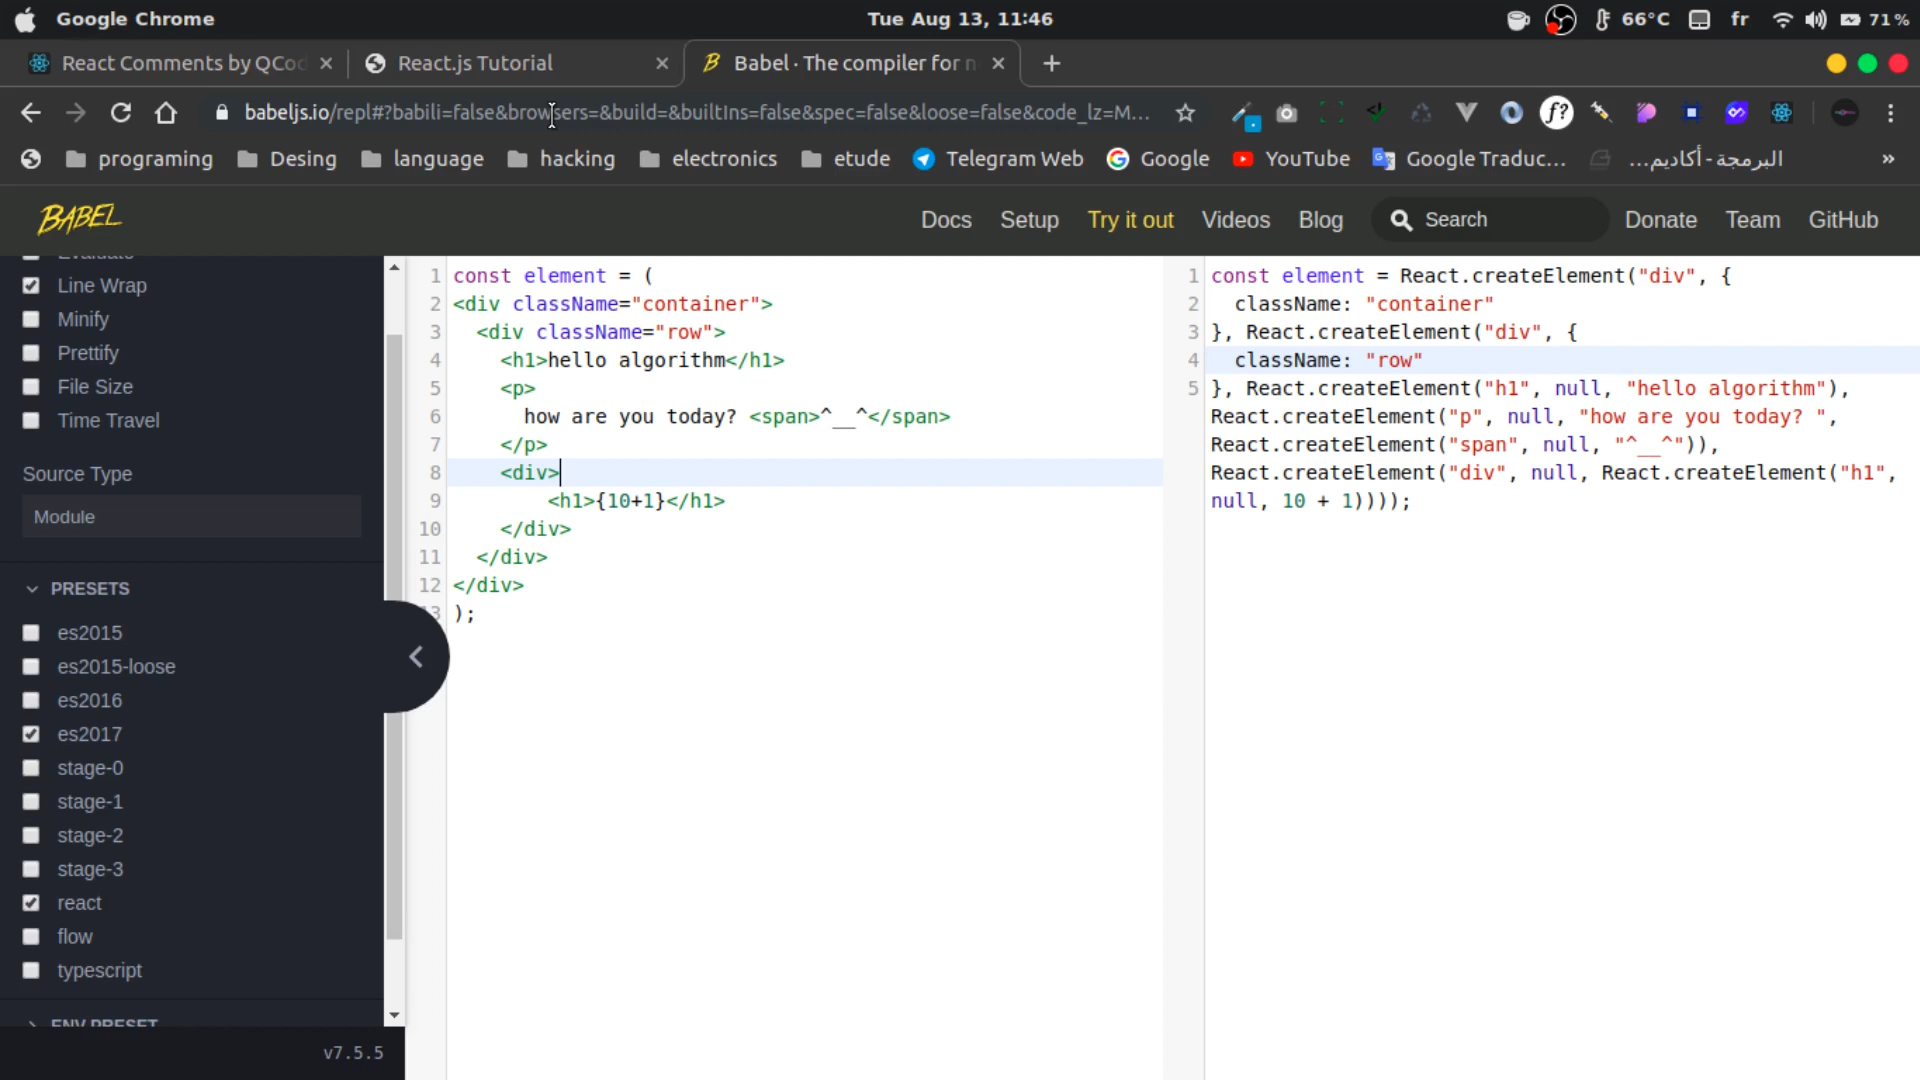 Google Chrome
Tue Aug 13, 11:46
66°C
fr
71%
React Comments by QCod
React.js Tutorial
Babel · The compiler for n
babeljs.io/repl#?babili=false&browsers=&build=&builtIns=false&spec=false&loose=false&code_lz=M...
f?
programing
Desing
language
hacking
electronics
etude
Telegram Web
Google
YouTube
Google Traduc...
البرمجة - أكاديم...
»
BABEL
Docs
Setup
Try it out
Videos
Blog
Search
Donate
Team
GitHub
Evaluate
Line Wrap
Minify
Prettify
File Size
Time Travel
Source Type
Module
PRESETS
es2015
es2015-loose
es2016
es2017
stage-0
stage-1
stage-2
stage-3
react
flow
typescript
ENV PRESET
v7.5.5
1 const element = (
2 <div className="container">
3 <div className="row">
4 <h1>hello algorithm</h1>
5 <p>
6 how are you today? <span>^__^</span>
7 </p>
8 <div>
9 <h1>{10+1}</h1>
10 </div>
11 </div>
12 </div>
13 );
1 const element = React.createElement("div", {
2 className: "container"
3 }, React.createElement("div", {
4 className: "row"
5 }, React.createElement("h1", null, "hello algorithm"),
React.createElement("p", null, "how are you today? ",
React.createElement("span", null, "^__^")),
React.createElement("div", null, React.createElement("h1",
null, 10 + 1))));